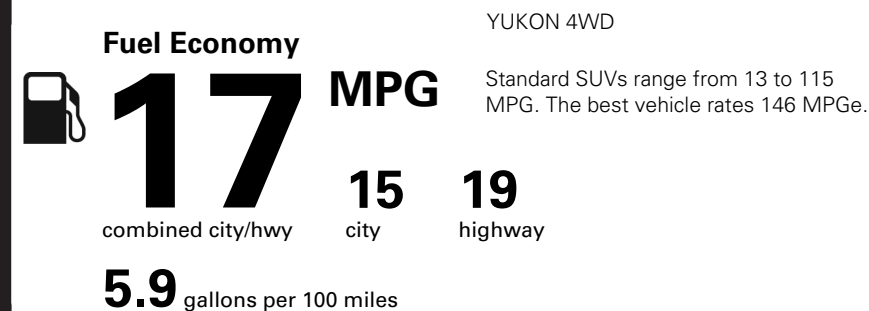 YUKON 4WD
Fuel Economy
17 MPG
Standard SUVs range from 13 to 115
MPG. The best vehicle rates 146 MPGe.
15 19
combined city/hwy city highway
5.9 gallons per 100 miles